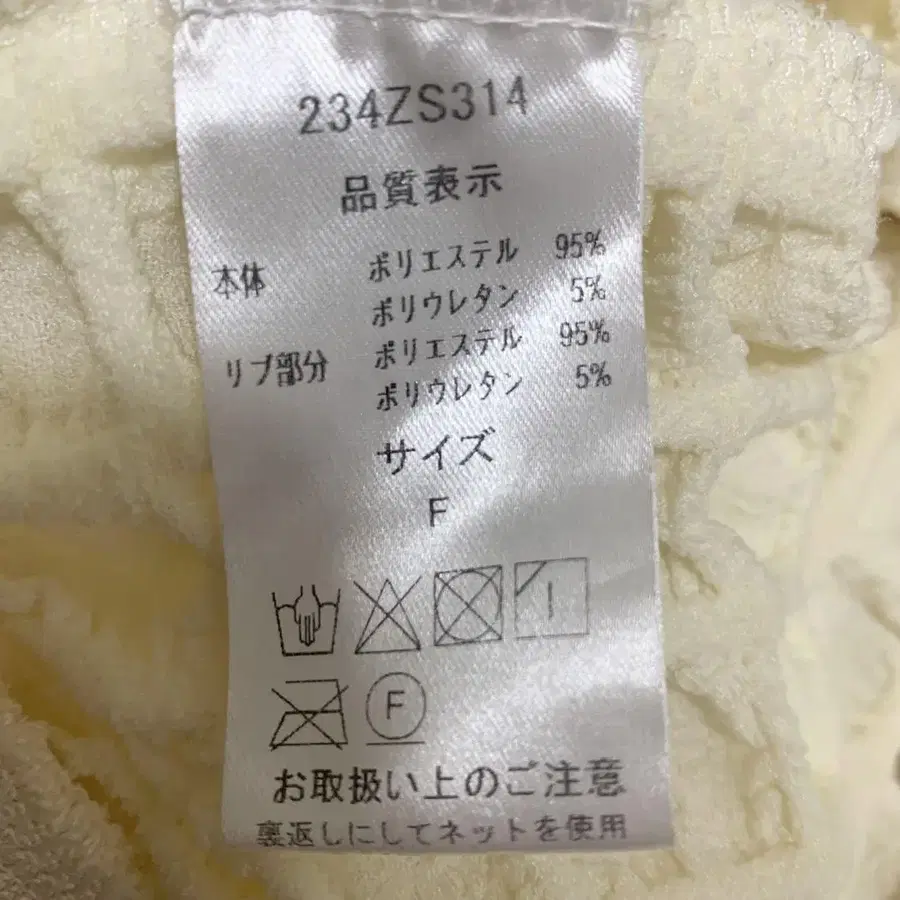 234ZS314
品質表示
本体 ポリエステル 95%
ポリウレタン 5%
リブ部分 ポリエステル 95%
ポリウレタン 5%
サイズ
F
F
お取扱い上のご注意
裏返しにしてネットを使用